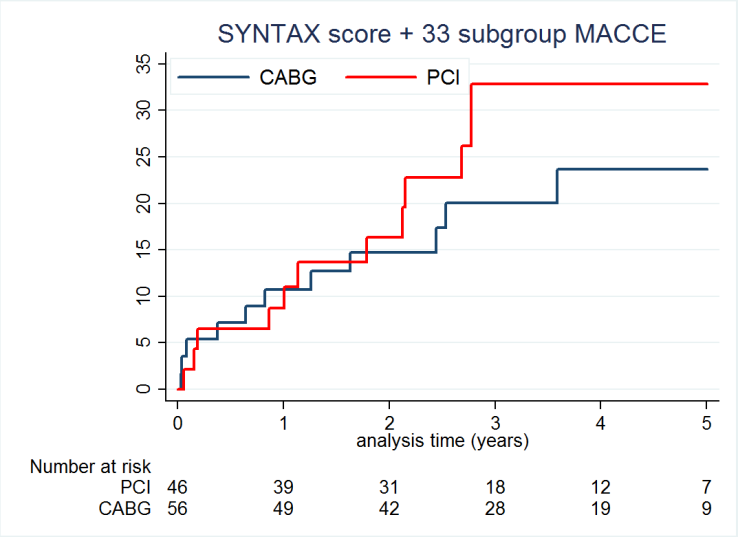 SYNTAX score + 33 subgroup MACCE
CABG PCI
35
30
25
20
15
10
5
0
0 1 2 3 4 5
analysis time (years)
Number at risk
PCI 46 39 31 18 12 7
CABG 56 49 42 28 19 9